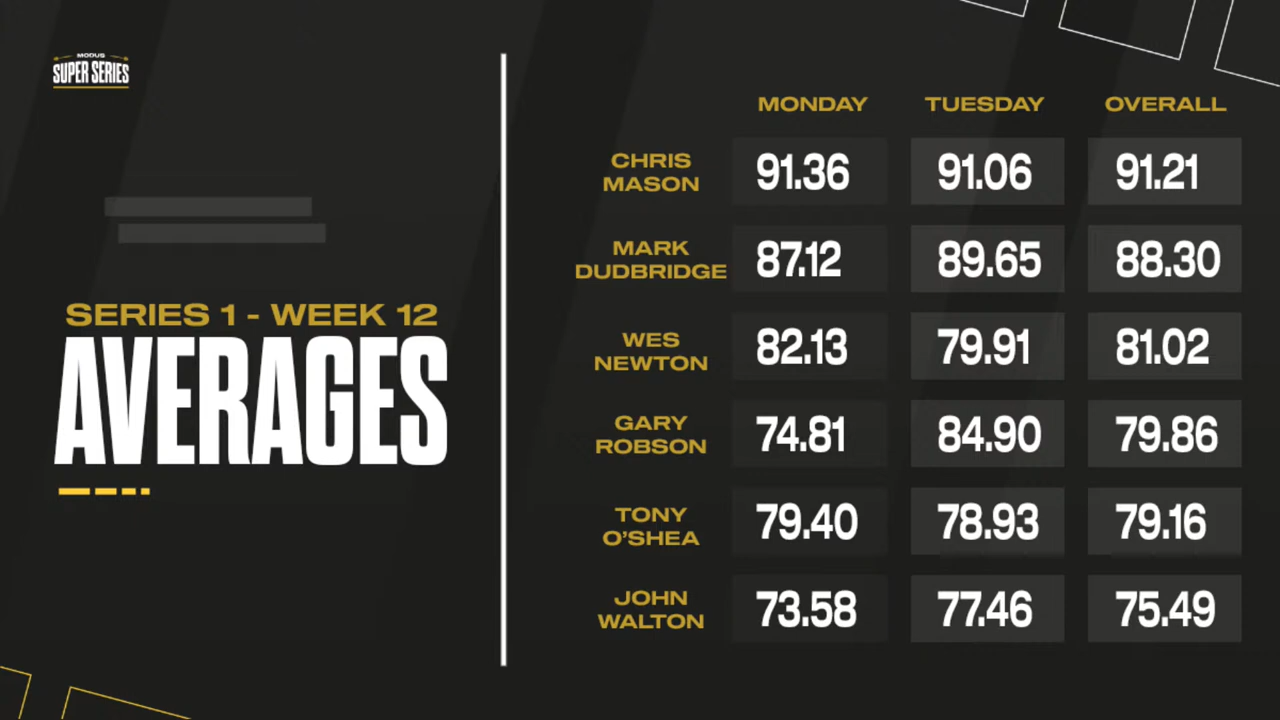 MODUS
SUPER SERIES
SERIES 1 - WEEK 12
AVERAGES
MONDAY TUESDAY OVERALL
CHRIS
MASON
91.36 91.06 91.21
MARK
DUDBRIDGE
87.12 89.65 88.30
WES
NEWTON
82.13 79.91 81.02
GARY
ROBSON
74.81 84.90 79.86
TONY
O’SHEA
79.40 78.93 79.16
JOHN
WALTON
73.58 77.46 75.49